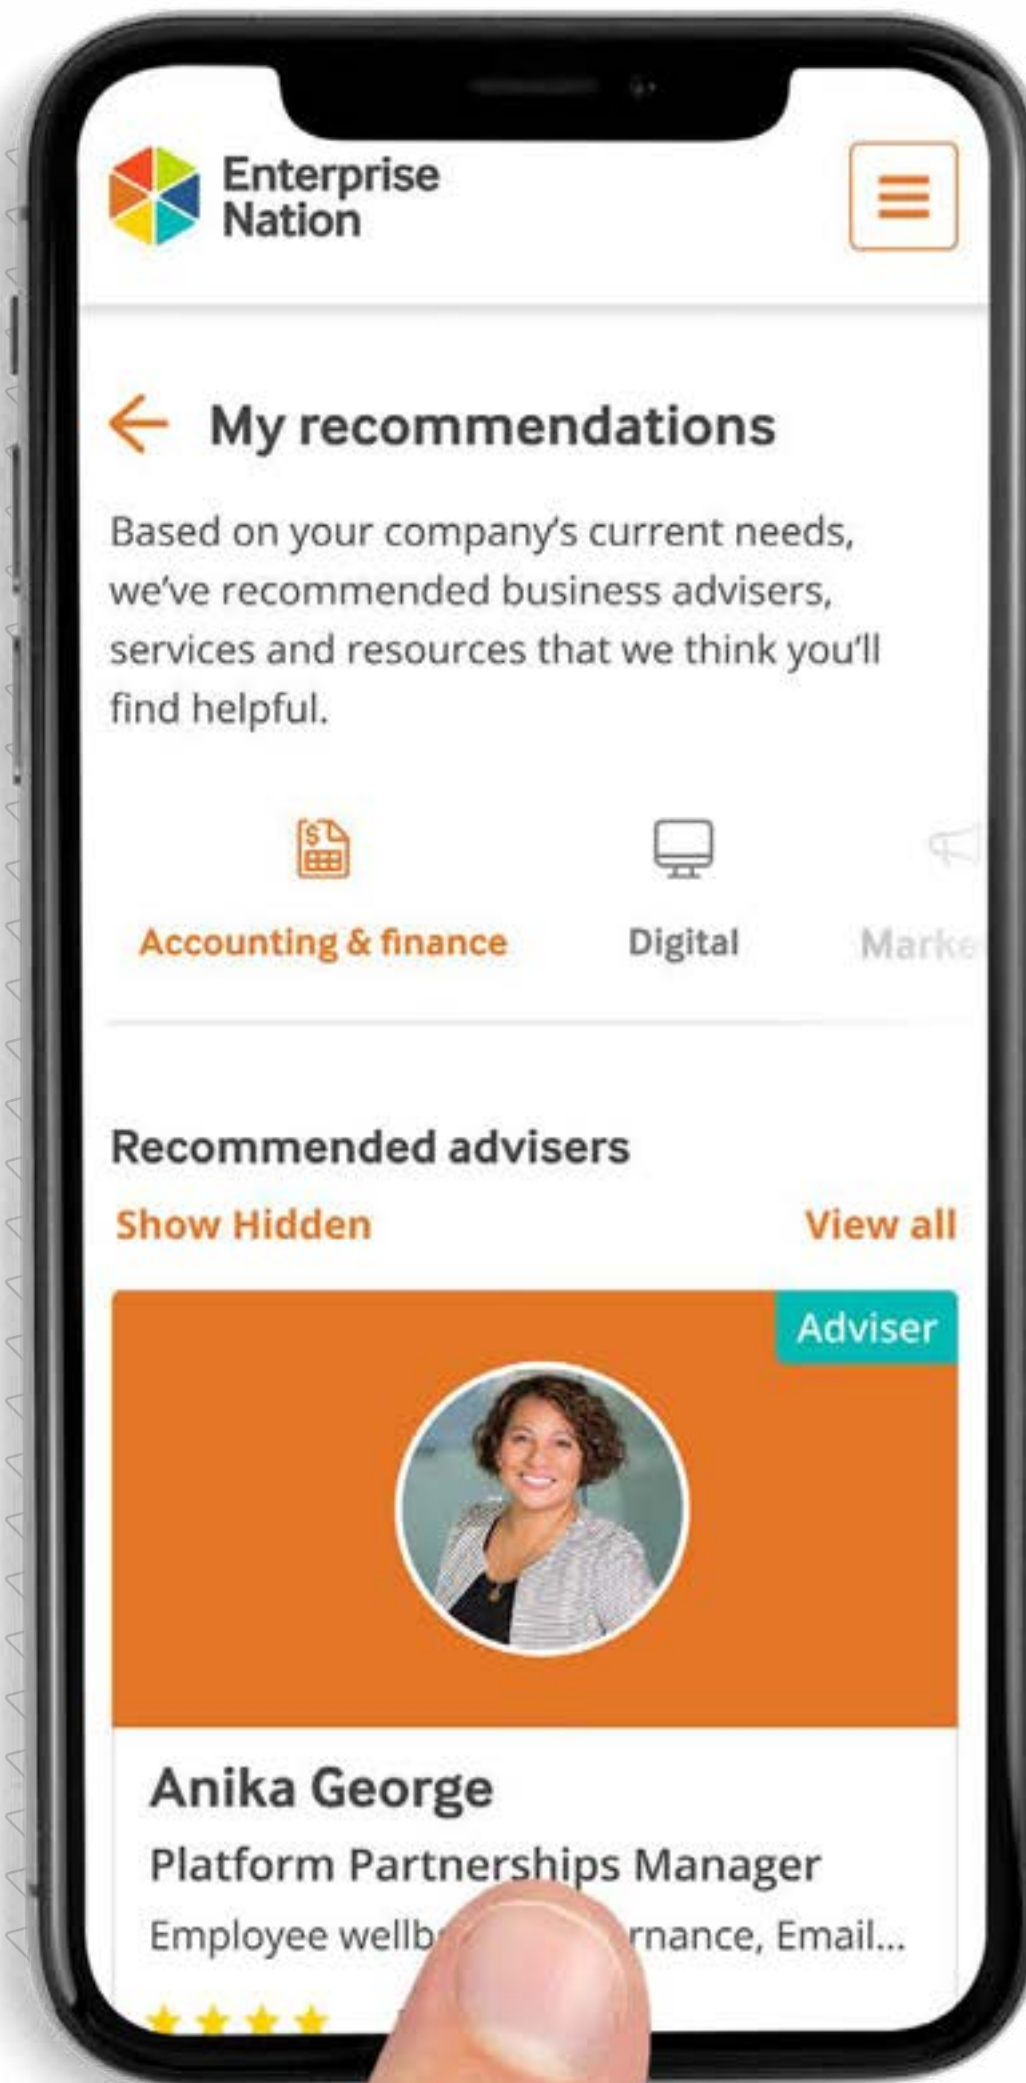 Enterprise
Nation
My recommendations
Based on your company's current needs,
we've recommended business advisers,
services and resources that we think you'll
find helpful.
Accounting & finance
Digital
Recommended advisers
Show Hidden
View all
Adviser
Anika George
Platform Partnerships Manager
Employee Email...